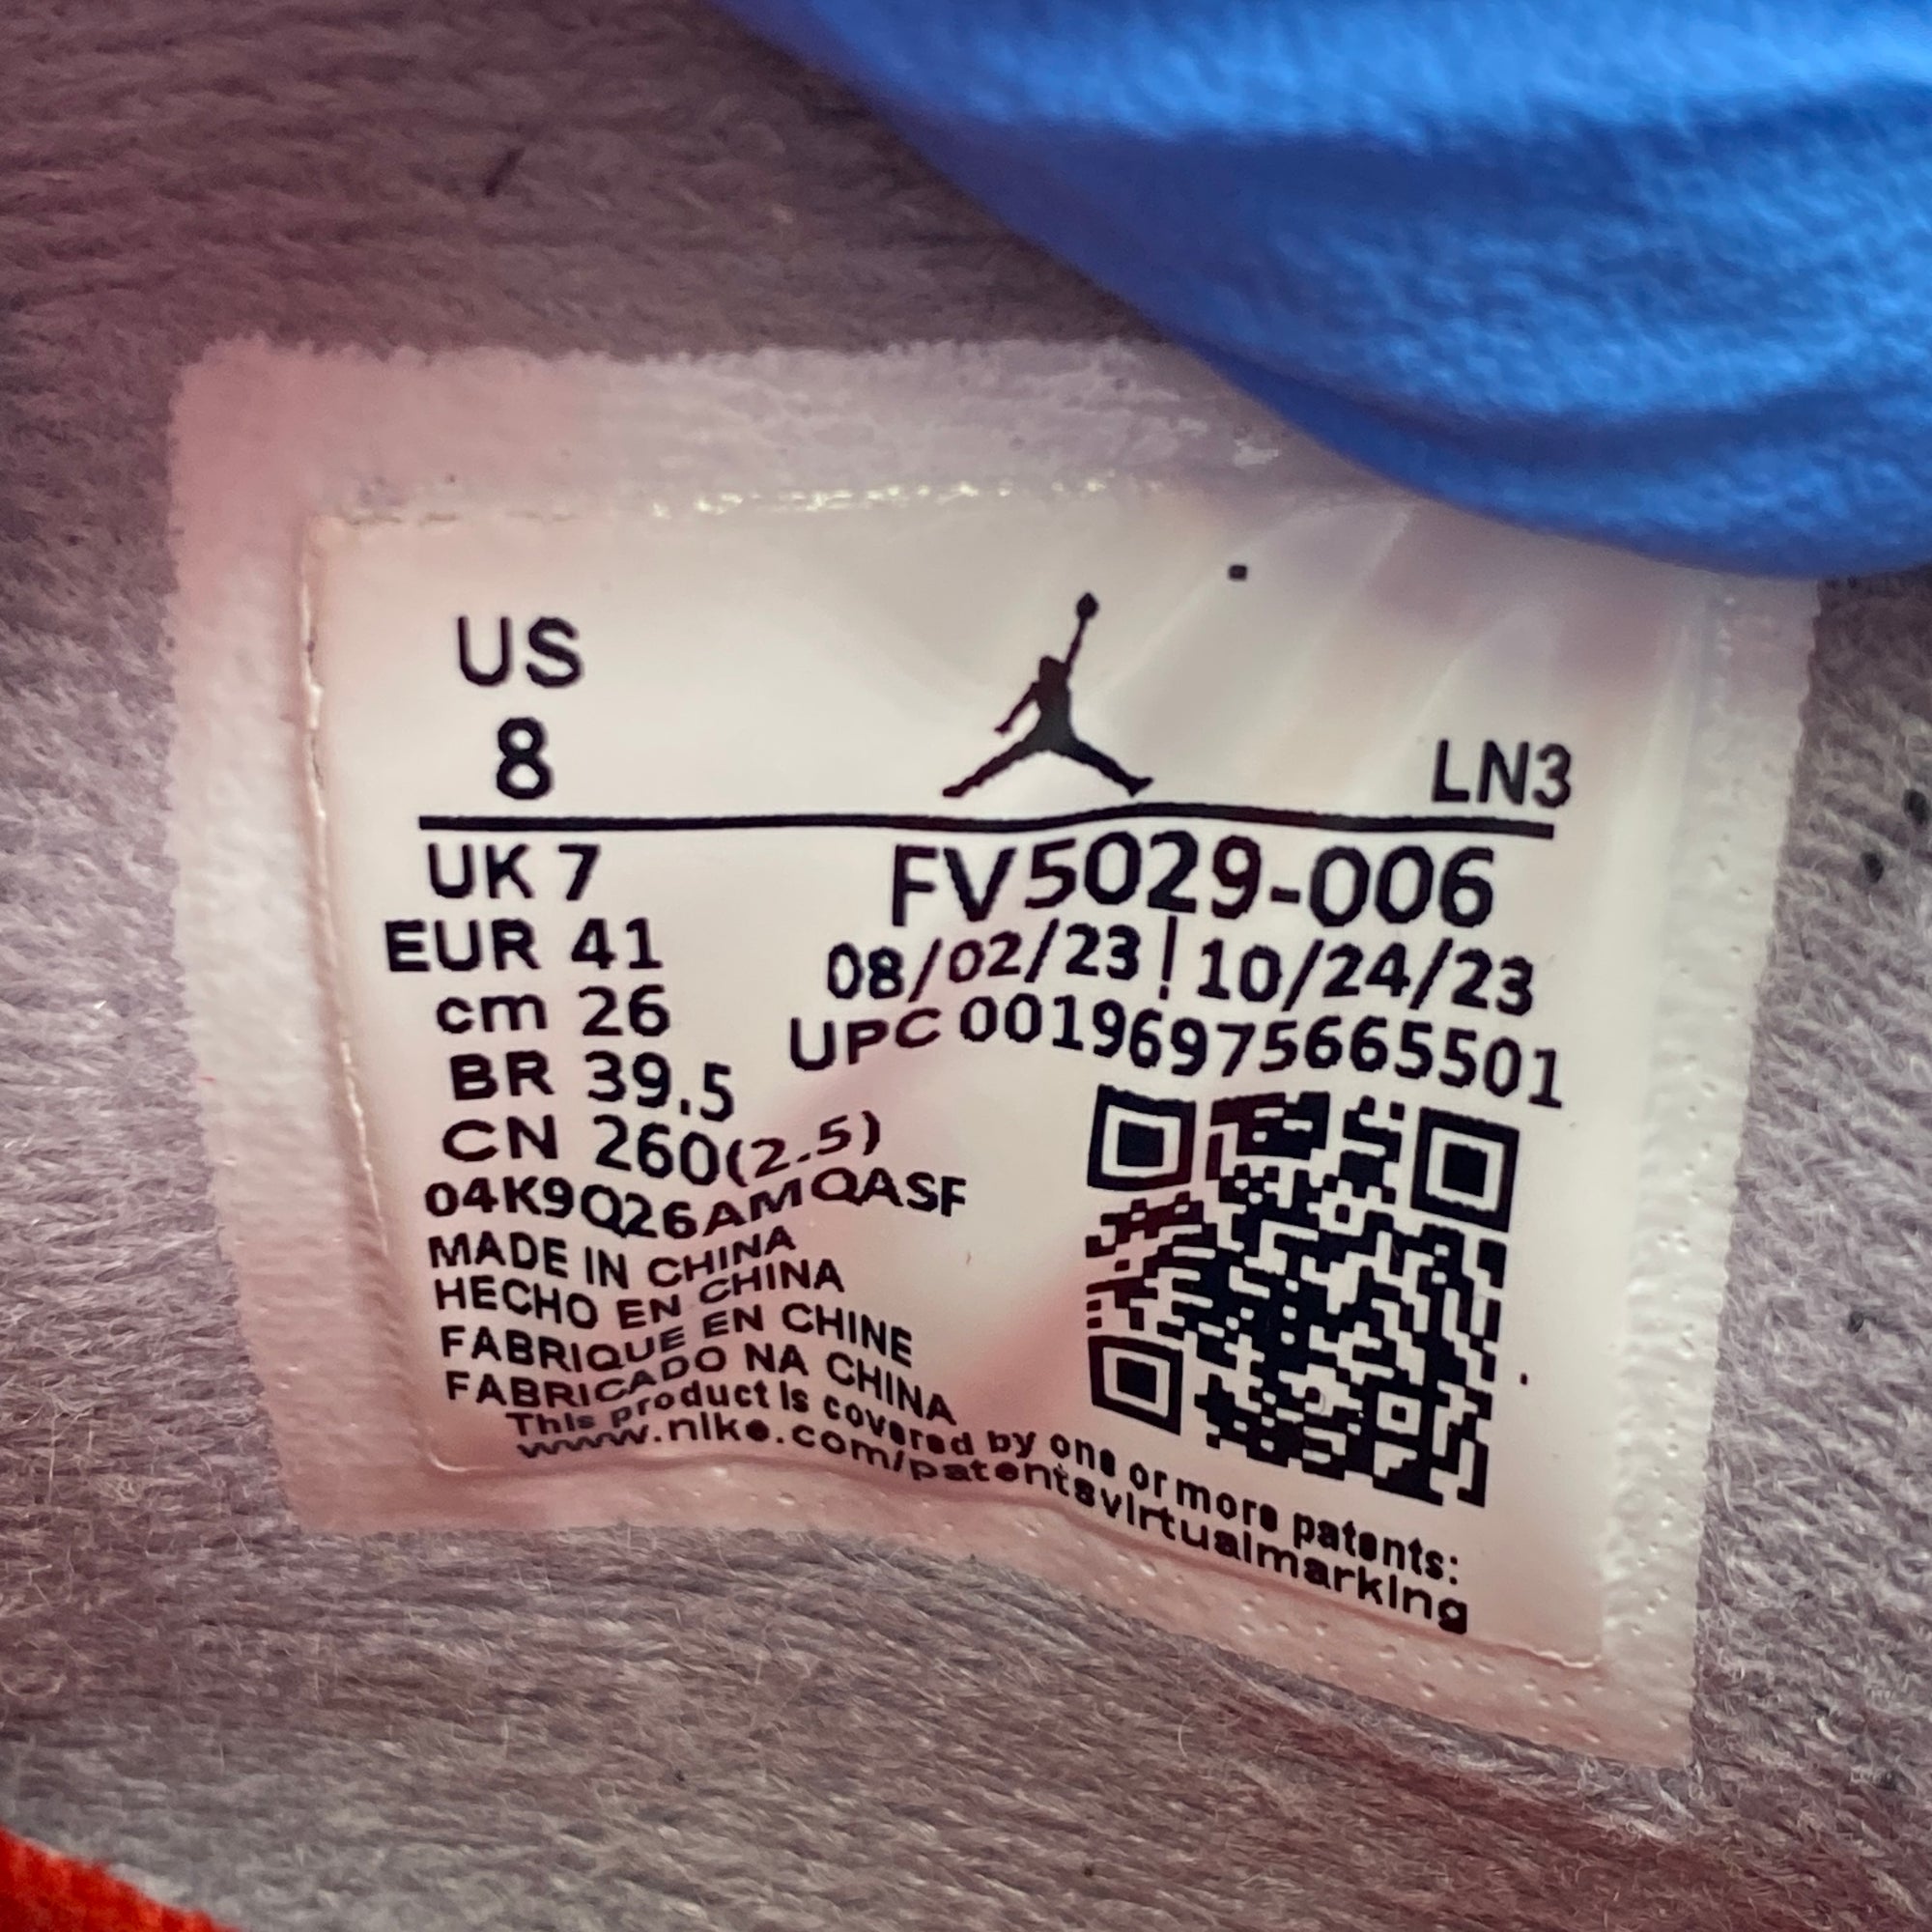 US
8
LN3
UK 7
FV5029-006
EUR 41
08/02/23 | 10/24/23
cm 26
UPC 00196975665501
BR 39.5
CN 260(2.5)
04K9Q26AMQASF
MADE IN CHINA
HECHO EN CHINA
FABRIQUE EN CHINE
FABRICADO NA CHINA
This product is covered by one or more patents:
www.nike.com/patentsvirtualmarking